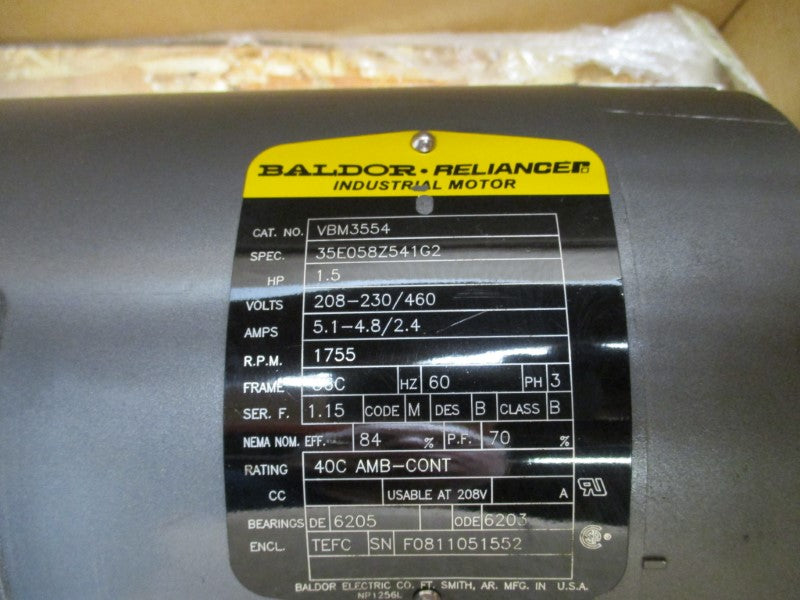 BALDOR • RELIANCER
INDUSTRIAL MOTOR
CAT. NO. VBM3554
SPEC. 35E058Z541G2
HP 1.5
VOLTS 208-230/460
AMPS 5.1-4.8/2.4
R.P.M. 1755
FRAME 56C HZ 60 PH 3
SER. F. 1.15 CODE M DES B CLASS B
NEMA NOM. EFF. 84 % P.F. 70 %
RATING 40C AMB-CONT
CC USABLE AT 208V A
BEARINGS DE 6205 ODE 6203
ENCL. TEFC SN F0811051552
BALDOR ELECTRIC CO. FT. SMITH, AR. MFG. IN U.S.A.
NP1256L